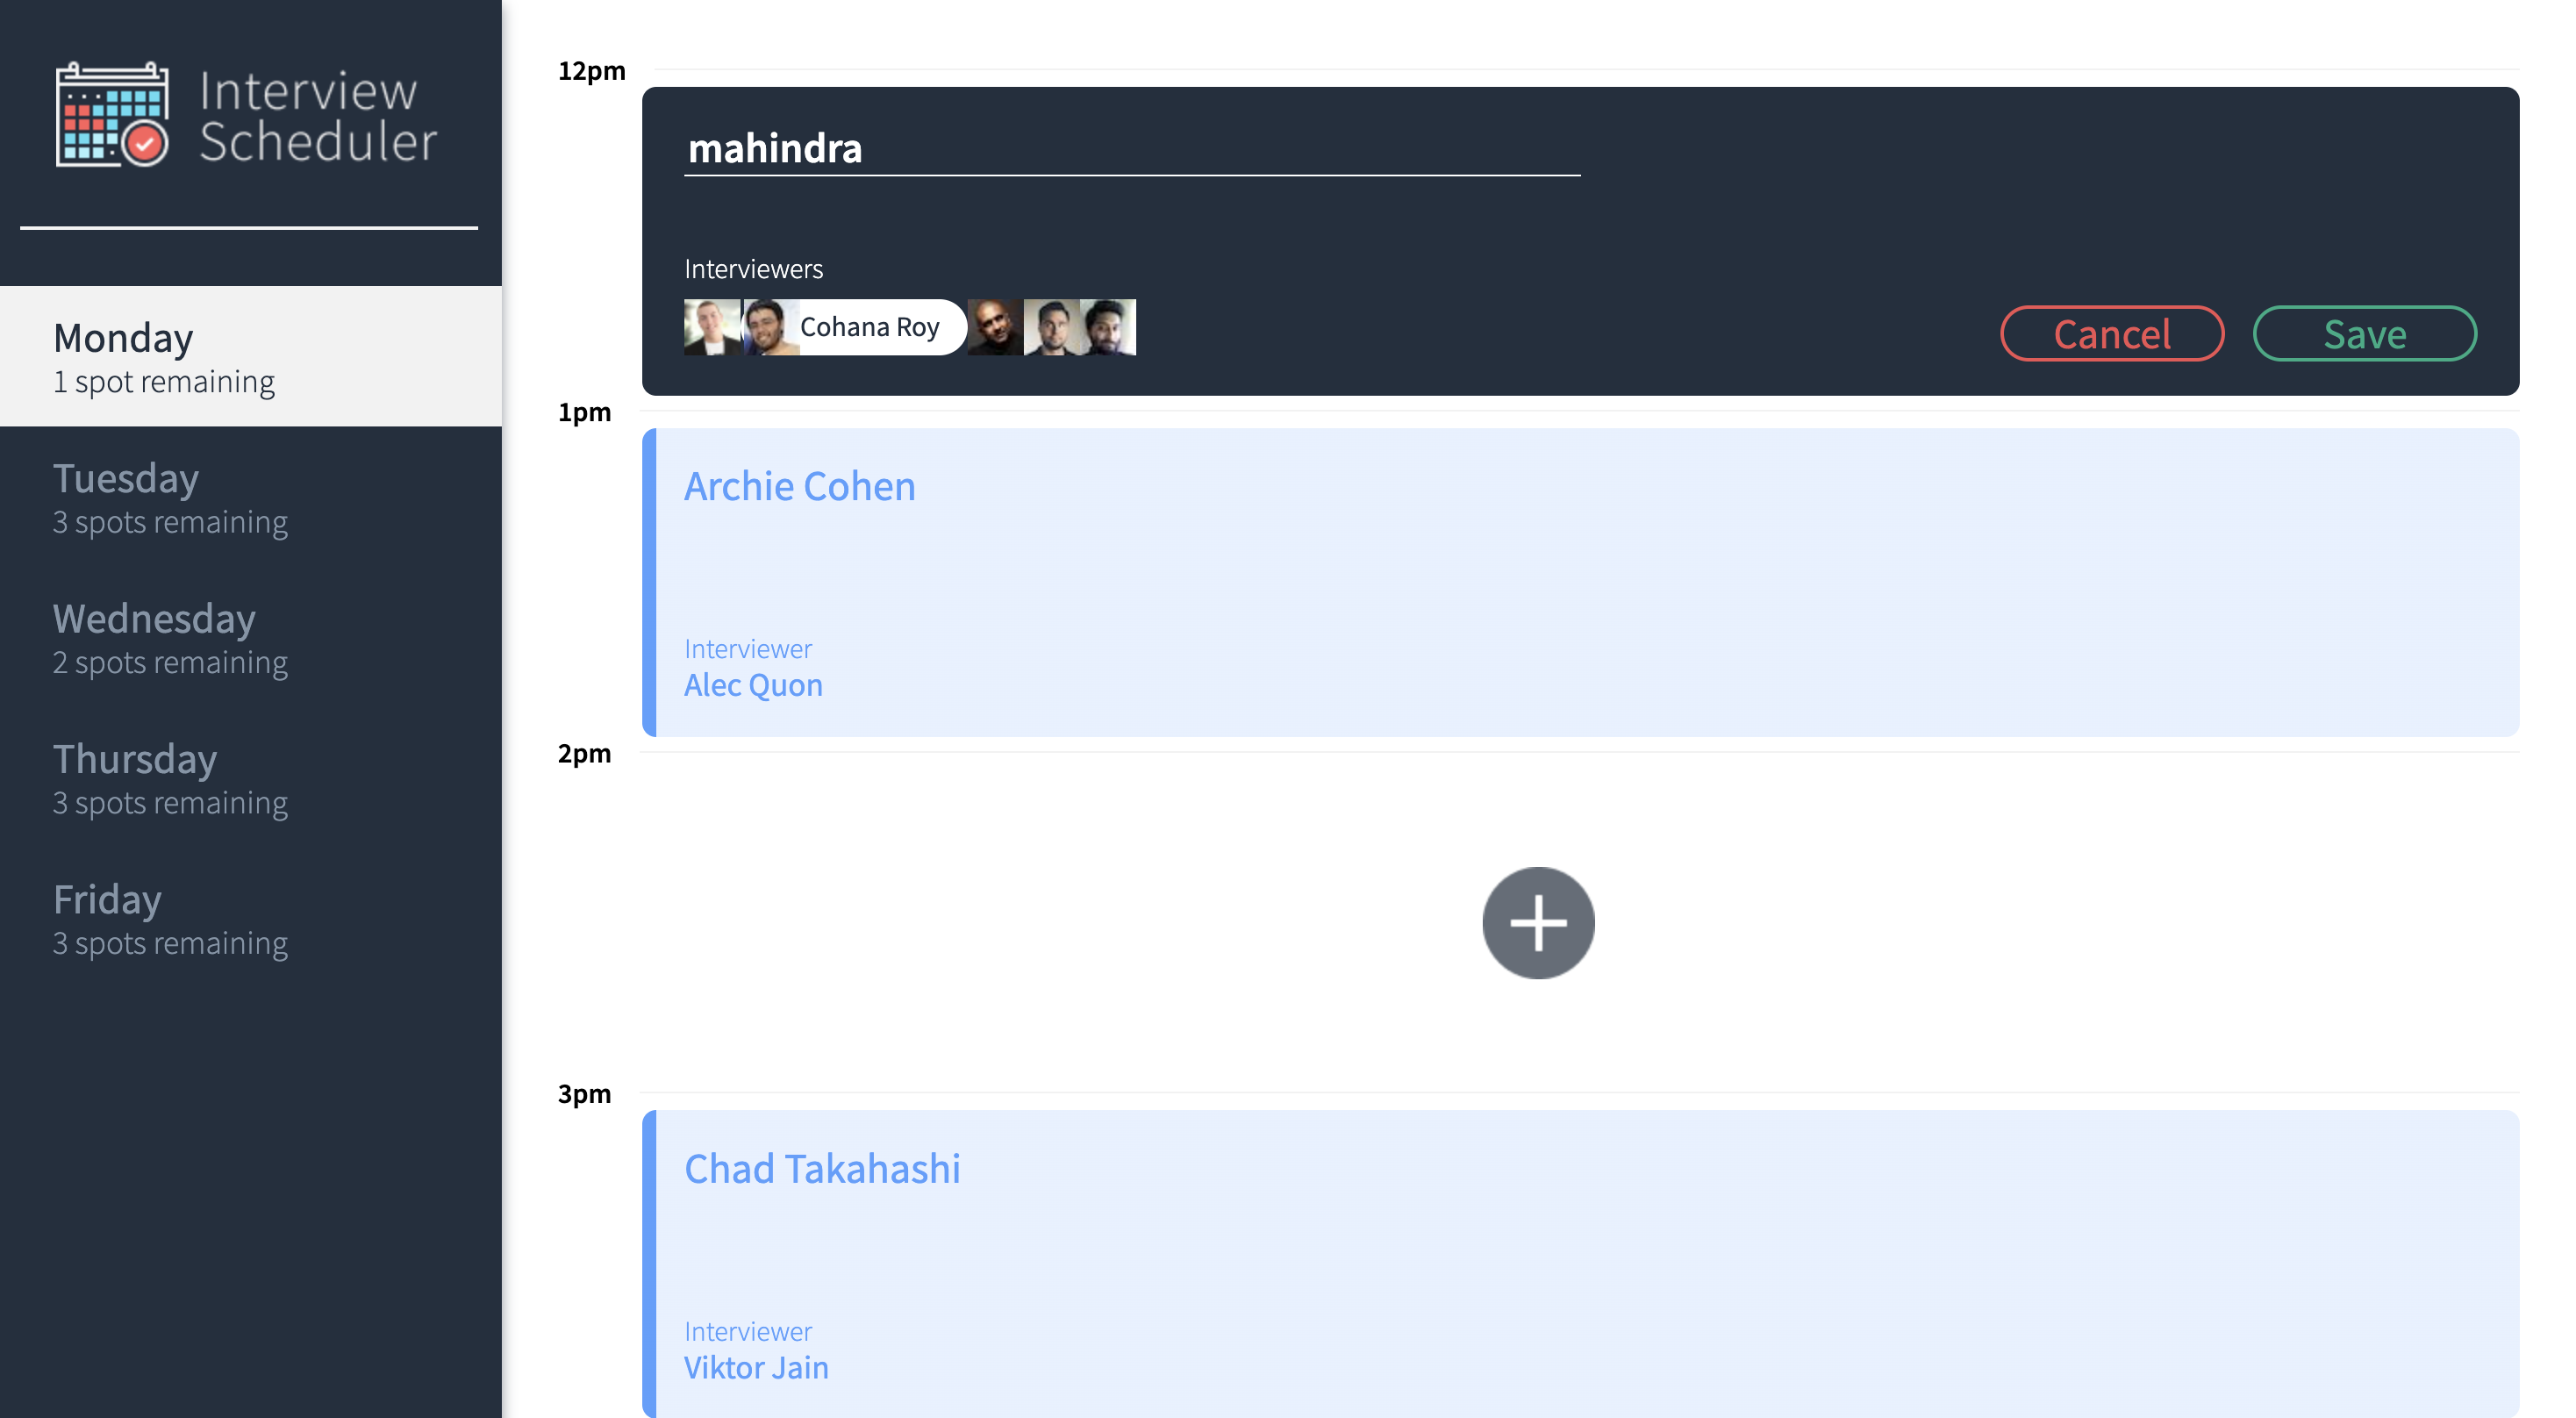 Interview
Scheduler
Monday
1 spot remaining
Tuesday
3 spots remaining
Wednesday
2 spots remaining
Thursday
3 spots remaining
Friday
3 spots remaining
12pm
mahindra
Interviewers
Cohana Roy
Cancel
Save
1pm
Archie Cohen
Interviewer
Alec Quon
2pm
3pm
Chad Takahashi
Interviewer
Viktor Jain